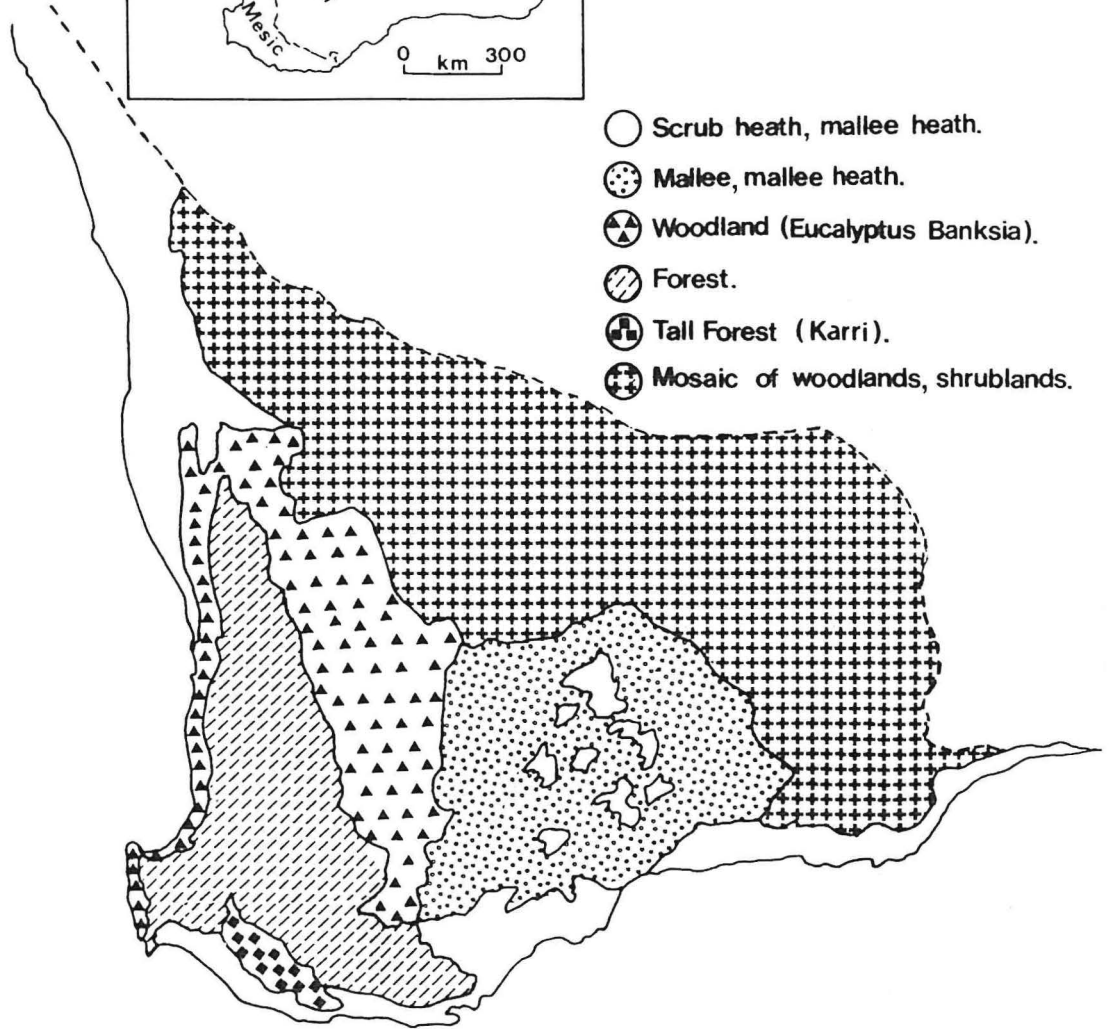 Mesic
0 km 300
Scrub heath, mallee heath.
Mallee, mallee heath.
Woodland (Eucalyptus Banksia).
Forest.
Tall Forest (Karri).
Mosaic of woodlands, shrublands.